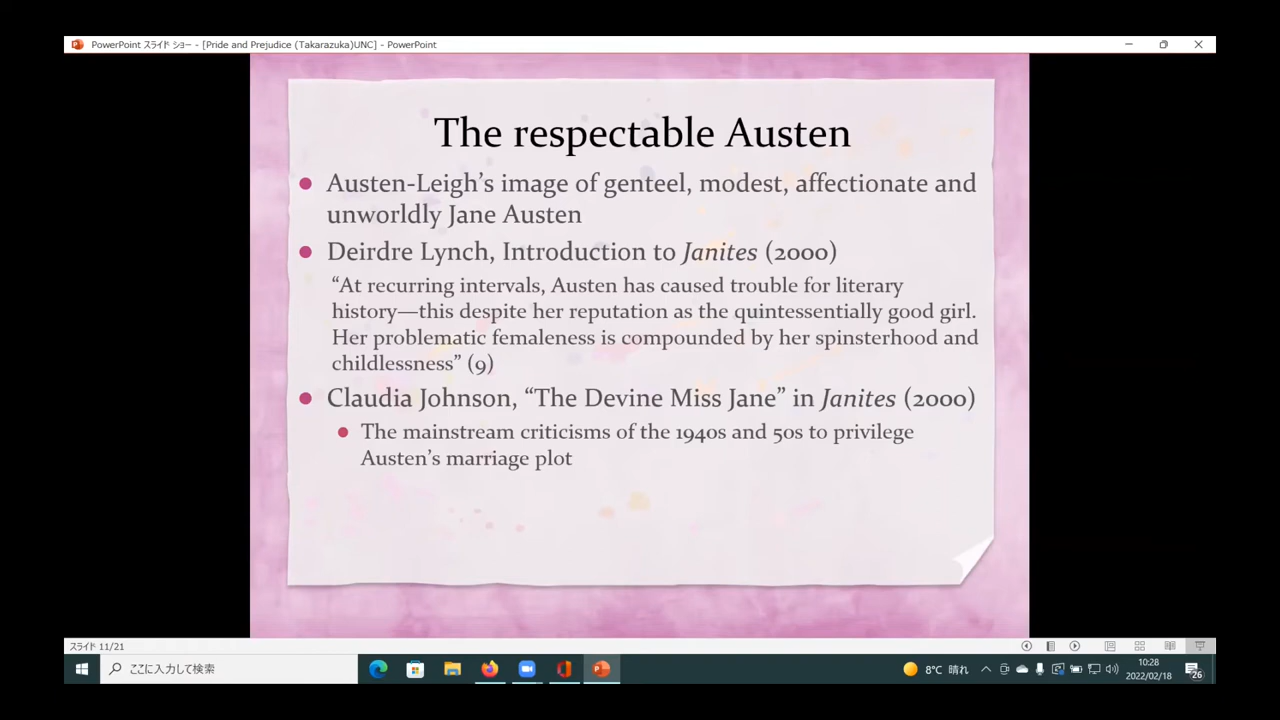 PowerPoint スライド ショー - [Pride and Prejudice (Takarazuka)UNC] - PowerPoint
The respectable Austen
Austen-Leigh’s image of genteel, modest, affectionate and
unworldly Jane Austen
Deirdre Lynch, Introduction to Janites (2000)
“At recurring intervals, Austen has caused trouble for literary
history—this despite her reputation as the quintessentially good girl.
Her problematic femaleness is compounded by her spinsterhood and
childlessness” (9)
Claudia Johnson, “The Devine Miss Jane” in Janites (2000)
The mainstream criticisms of the 1940s and 50s to privilege
Austen’s marriage plot
スライド 11/21
ここに入力して検索
8°C 晴れ
10:28
2022/02/18
26